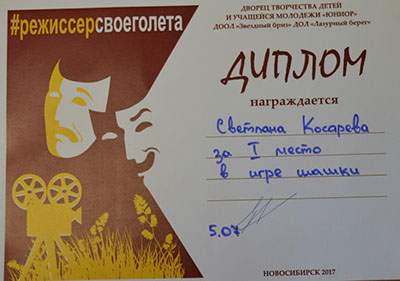 #режиссерсвоеголета
ДВОРЕЦ ТВОРЧЕСТВА ДЕТЕЙ
И УЧАЩЕЙСЯ МОЛОДЕЖИ «ЮНИОР»
ДООЛ «Звездный бриз» ДОЛ «Лазурный берег»
ДИПЛОМ
награждается
Светлана Косарева
за I место
в игре шашки
5.07
НОВОСИБИРСК 2017